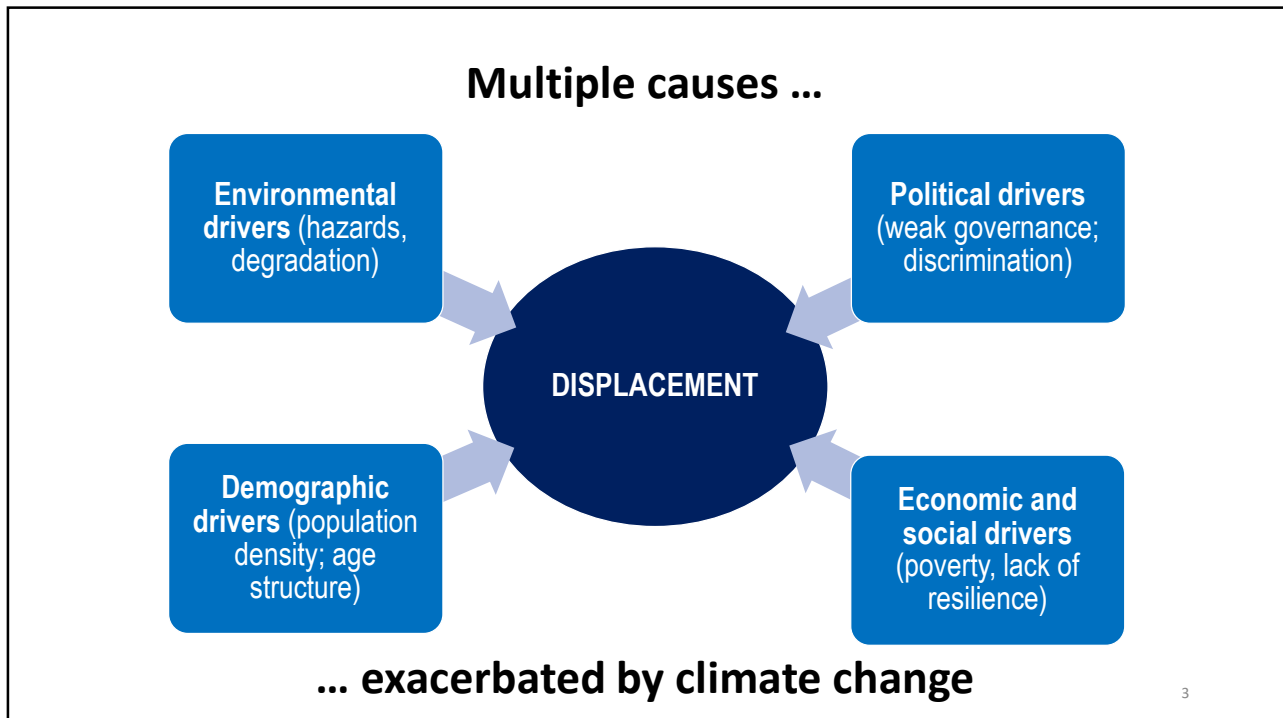 Multiple causes …
Environmental
drivers (hazards,
degradation)
Political drivers
(weak governance;
discrimination)
DISPLACEMENT
Demographic
drivers (population
density; age
structure)
Economic and
social drivers
(poverty, lack of
resilience)
… exacerbated by climate change
3